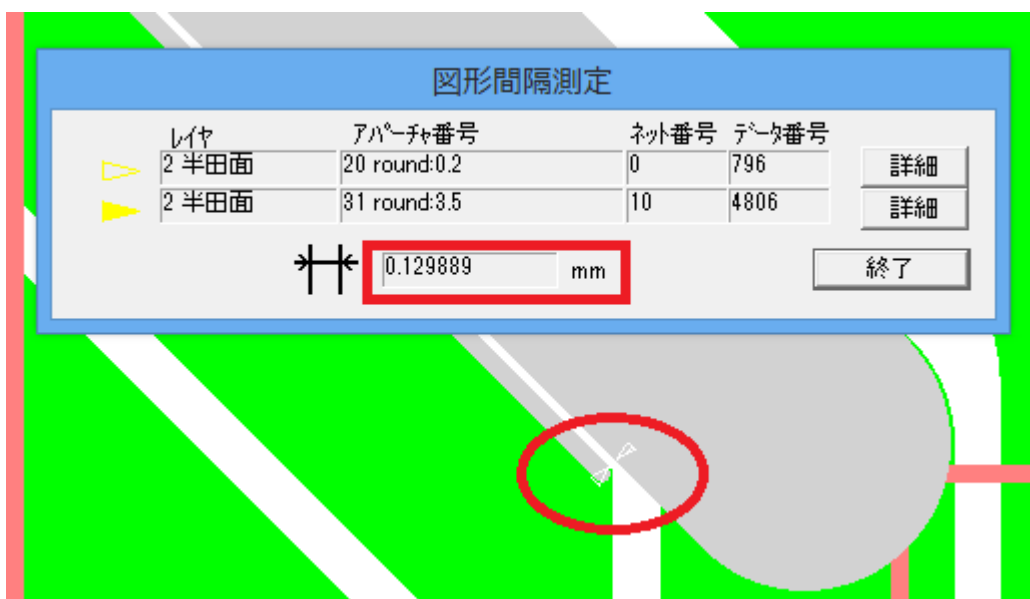 図形間隔測定
レイヤ アパーチャ番号 ネット番号 データ番号
2 半田面 20 round:0.2 0 796 詳細
2 半田面 31 round:3.5 10 4806 詳細
0.129889 mm 終了